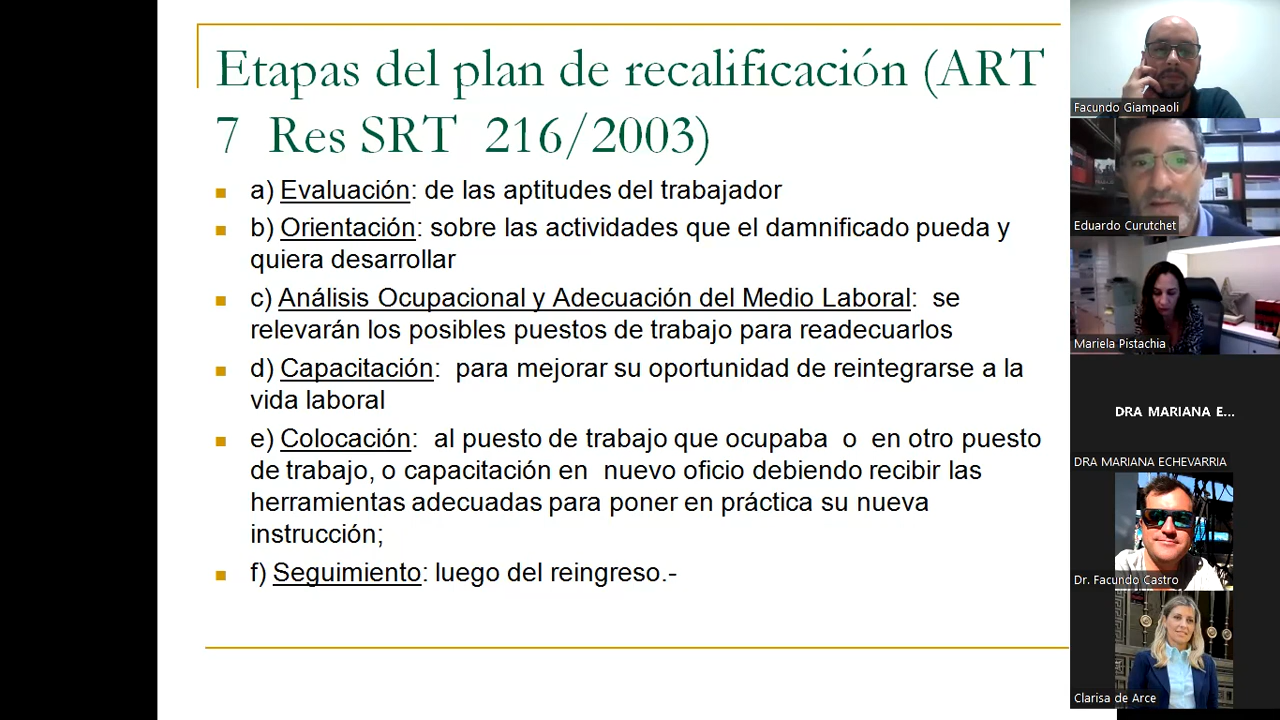 Etapas del plan de recalificación (ART
7 Res SRT 216/2003)
a) Evaluación: de las aptitudes del trabajador
b) Orientación: sobre las actividades que el damnificado pueda y
quiera desarrollar
c) Análisis Ocupacional y Adecuación del Medio Laboral: se
relevarán los posibles puestos de trabajo para readecuarlos
d) Capacitación: para mejorar su oportunidad de reintegrarse a la
vida laboral
e) Colocación: al puesto de trabajo que ocupaba o en otro puesto
de trabajo, o capacitación en nuevo oficio debiendo recibir las
herramientas adecuadas para poner en práctica su nueva
instrucción;
f) Seguimiento: luego del reingreso.-
Facundo Giampaoli
Eduardo Curutchet
Mariela Pistachia
DRA MARIANA E...
DRA MARIANA ECHEVARRIA
Dr. Facundo Castro
Clarisa de Arce